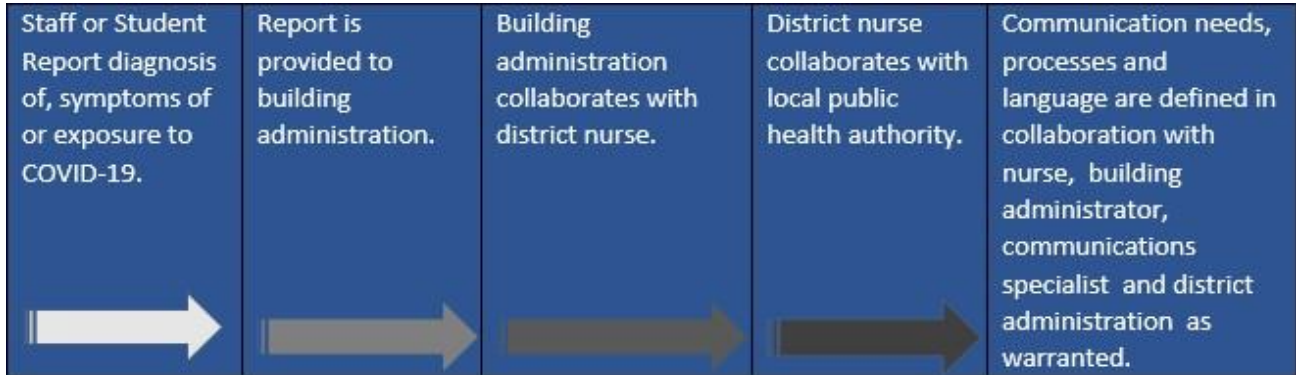 Staff or Student
Report diagnosis
of, symptoms of
or exposure to
COVID-19.
Report is
provided to
building
administration.
Building
administration
collaborates with
district nurse.
District nurse
collaborates with
local public
health authority.
Communication needs,
processes and
language are defined in
collaboration with
nurse, building
administrator,
communications
specialist and district
administration as
warranted.